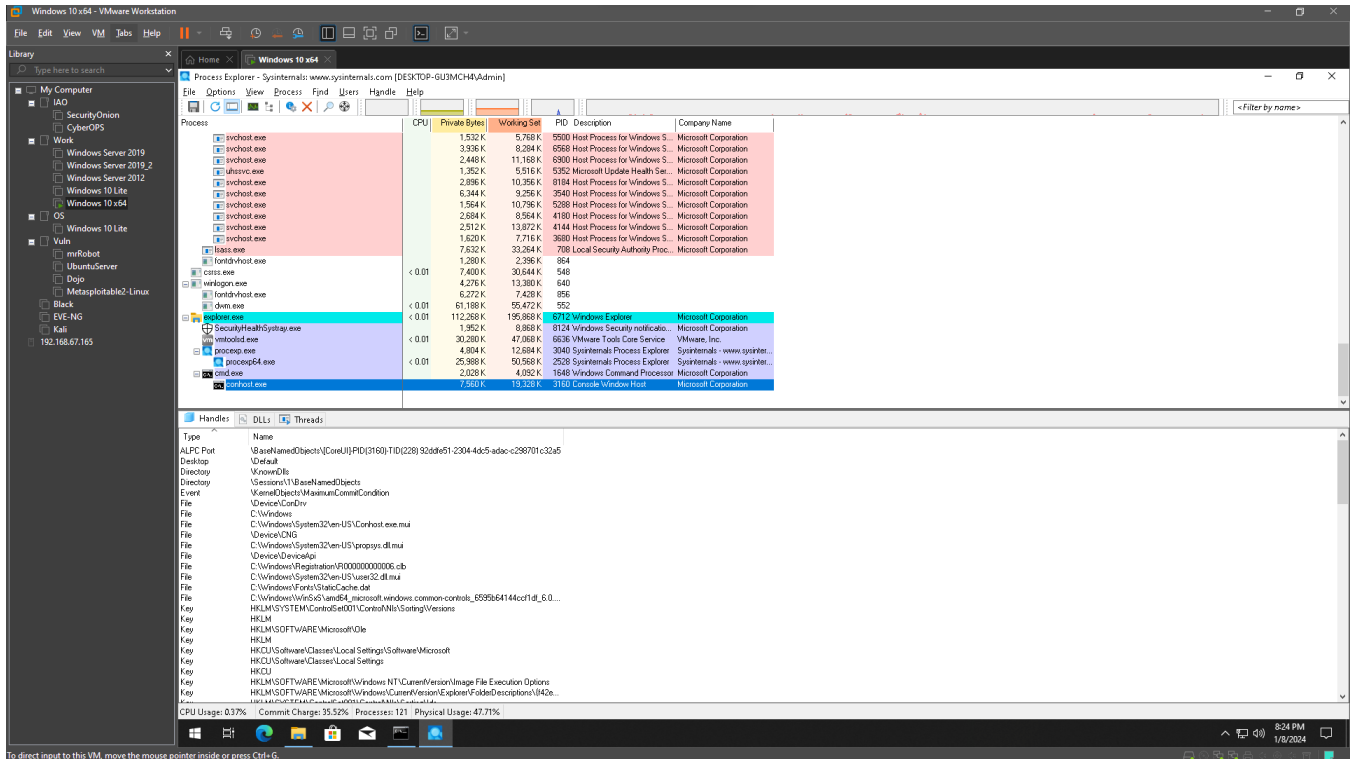 Windows 10 x64 - VMware Workstation
File Edit View VM Tabs Help
Library
Type here to search
My Computer
IAO
SecurityOnion
CyberOPS
Work
Windows Server 2019
Windows Server 2019_2
Windows Server 2012
Windows 10 Lite
Windows 10 x64
OS
Windows 10 Lite
Vuln
mrRobot
UbuntuServer
Dojo
Metasploitable2-Linux
Black
EVE-NG
Kali
192.168.67.165
Home Windows 10 x64
Process Explorer - Sysinternals: www.sysinternals.com [DESKTOP-GU3MCH4\Admin]
File Options View Process Find Users Handle Help
<Filter by name>
Process CPU Private Bytes Working Set PID Description Company Name
svchost.exe 1,532 K 5,768 K 5500 Host Process for Windows S... Microsoft Corporation
svchost.exe 3,936 K 8,284 K 6568 Host Process for Windows S... Microsoft Corporation
svchost.exe 2,448 K 11,168 K 6900 Host Process for Windows S... Microsoft Corporation
uhssvc.exe 1,352 K 5,516 K 5352 Microsoft Update Health Ser... Microsoft Corporation
svchost.exe 2,896 K 10,356 K 8184 Host Process for Windows S... Microsoft Corporation
svchost.exe 6,344 K 9,256 K 3540 Host Process for Windows S... Microsoft Corporation
svchost.exe 1,564 K 10,796 K 5288 Host Process for Windows S... Microsoft Corporation
svchost.exe 2,684 K 8,564 K 4180 Host Process for Windows S... Microsoft Corporation
svchost.exe 2,512 K 13,872 K 4144 Host Process for Windows S... Microsoft Corporation
svchost.exe 1,620 K 7,716 K 3680 Host Process for Windows S... Microsoft Corporation
lsass.exe 7,632 K 33,264 K 708 Local Security Authority Proc... Microsoft Corporation
fontdrvhost.exe 1,280 K 2,396 K 864
csrss.exe < 0.01 7,400 K 30,644 K 548
winlogon.exe 4,276 K 13,380 K 640
fontdrvhost.exe 6,272 K 7,428 K 856
dwm.exe < 0.01 61,188 K 55,472 K 552
explorer.exe < 0.01 112,268 K 195,868 K 6712 Windows Explorer Microsoft Corporation
SecurityHealthSystray.exe 1,952 K 8,868 K 8124 Windows Security notificatio... Microsoft Corporation
vmtoolsd.exe < 0.01 30,280 K 47,068 K 6636 VMware Tools Core Service VMware, Inc.
procexp.exe 4,804 K 12,684 K 3040 Sysinternals Process Explorer Sysinternals - www.sysinter...
procexp64.exe < 0.01 25,988 K 50,568 K 2528 Sysinternals Process Explorer Sysinternals - www.sysinter...
cmd.exe 2,028 K 4,092 K 1648 Windows Command Processor Microsoft Corporation
conhost.exe 7,560 K 19,328 K 3160 Console Window Host Microsoft Corporation
Handles DLLs Threads
Type Name
ALPC Port \BaseNamedObjects\[CoreUI]-PID(3160)-TID(228) 92ddfe51-2304-4dc5-adac-c298701c32a5
Desktop \Default
Directory \KnownDlls
Directory \Sessions\1\BaseNamedObjects
Event \KernelObjects\MaximumCommitCondition
File \Device\ConDrv
File C:\Windows
File C:\Windows\System32\en-US\Conhost.exe.mui
File \Device\CNG
File C:\Windows\System32\en-US\propsys.dll.mui
File \Device\DeviceApi
File C:\Windows\Registration\R000000000006.clb
File C:\Windows\System32\en-US\user32.dll.mui
File C:\Windows\Fonts\StaticCache.dat
File C:\Windows\WinSxS\amd64_microsoft.windows.common-controls_6595b64144ccf1df_6.0....
Key HKLM\SYSTEM\ControlSet001\Control\Nls\Sorting\Versions
Key HKLM
Key HKLM\SOFTWARE\Microsoft\Ole
Key HKLM
Key HKCU\Software\Classes\Local Settings\Software\Microsoft
Key HKCU\Software\Classes\Local Settings
Key HKCU
Key HKLM\SOFTWARE\Microsoft\Windows NT\CurrentVersion\Image File Execution Options
Key HKLM\SOFTWARE\Microsoft\Windows\CurrentVersion\Explorer\FolderDescriptions\{f42e...
CPU Usage: 0.37% Commit Charge: 35.52% Processes: 121 Physical Usage: 47.71%
8:24 PM
1/8/2024
To direct input to this VM, move the mouse pointer inside or press Ctrl+G.